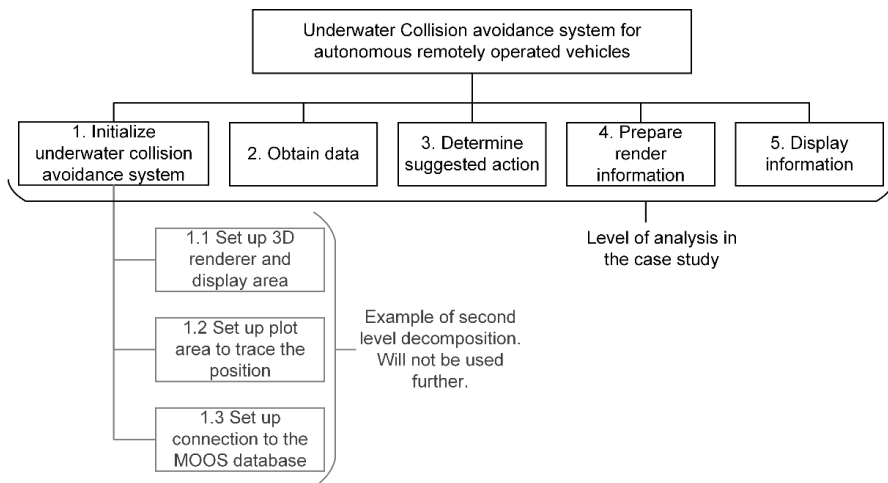 Underwater Collision avoidance system for
autonomous remotely operated vehicles
1. Initialize
underwater collision
avoidance system
2. Obtain data
3. Determine
suggested action
4. Prepare
render
information
5. Display
information
Level of analysis in
the case study
1.1 Set up 3D
renderer and
display area
1.2 Set up plot
area to trace the
position
1.3 Set up
connection to the
MOOS database
Example of second
level decomposition.
Will not be used
further.